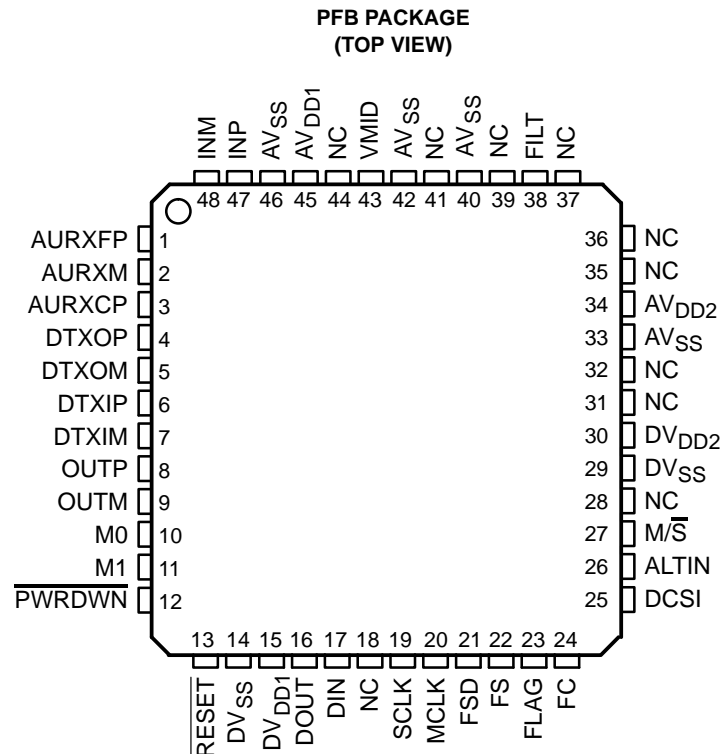 PFB PACKAGE
(TOP VIEW)
INM INP AVSS AVDD1 NC VMID AVSS NC AVSS NC FILT NC
48 47 46 45 44 43 42 41 40 39 38 37
AURXFP 1 36 NC
AURXM 2 35 NC
AURXCP 3 34 AVDD2
DTXOP 4 33 AVSS
DTXOM 5 32 NC
DTXIP 6 31 NC
DTXIM 7 30 DVDD2
OUTP 8 29 DVSS
OUTM 9 28 NC
M0 10 27 M/S̅
M1 11 26 ALTIN
P̅W̅R̅D̅W̅N̅ 12 25 DCSI
13 14 15 16 17 18 19 20 21 22 23 24
R̅E̅S̅E̅T̅ DVSS DVDD1 DOUT DIN NC SCLK MCLK FSD FS FLAG FC